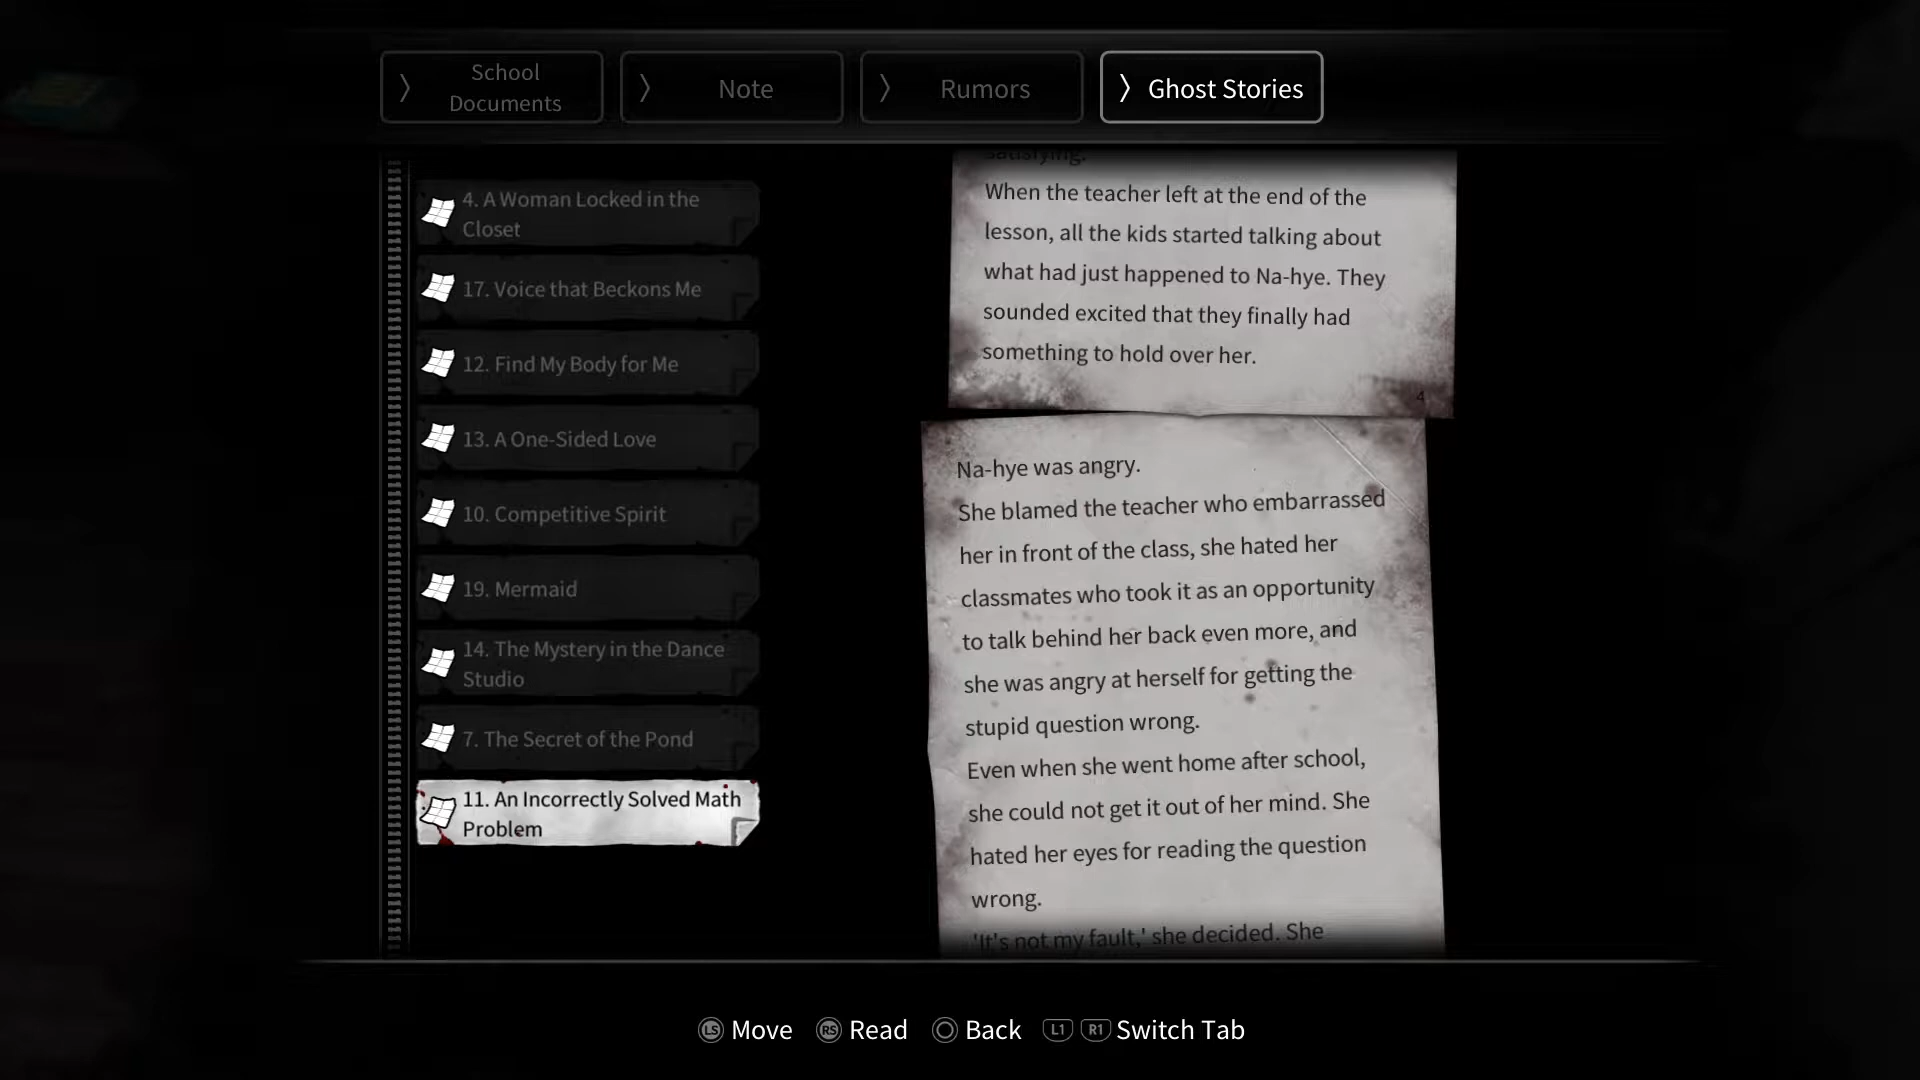 School
Documents
Note
Rumors
Ghost Stories
4. A Woman Locked in the
Closet
17. Voice that Beckons Me
12. Find My Body for Me
13. A One-Sided Love
10. Competitive Spirit
19. Mermaid
14. The Mystery in the Dance
Studio
7. The Secret of the Pond
11. An Incorrectly Solved Math
Problem
satisfying.
When the teacher left at the end of the
lesson, all the kids started talking about
what had just happened to Na-hye. They
sounded excited that they finally had
something to hold over her.
4
Na-hye was angry.
She blamed the teacher who embarrassed
her in front of the class, she hated her
classmates who took it as an opportunity
to talk behind her back even more, and
she was angry at herself for getting the
stupid question wrong.
Even when she went home after school,
she could not get it out of her mind. She
hated her eyes for reading the question
wrong.
'It's not my fault,' she decided. She
LS Move RS Read Back L1 R1 Switch Tab